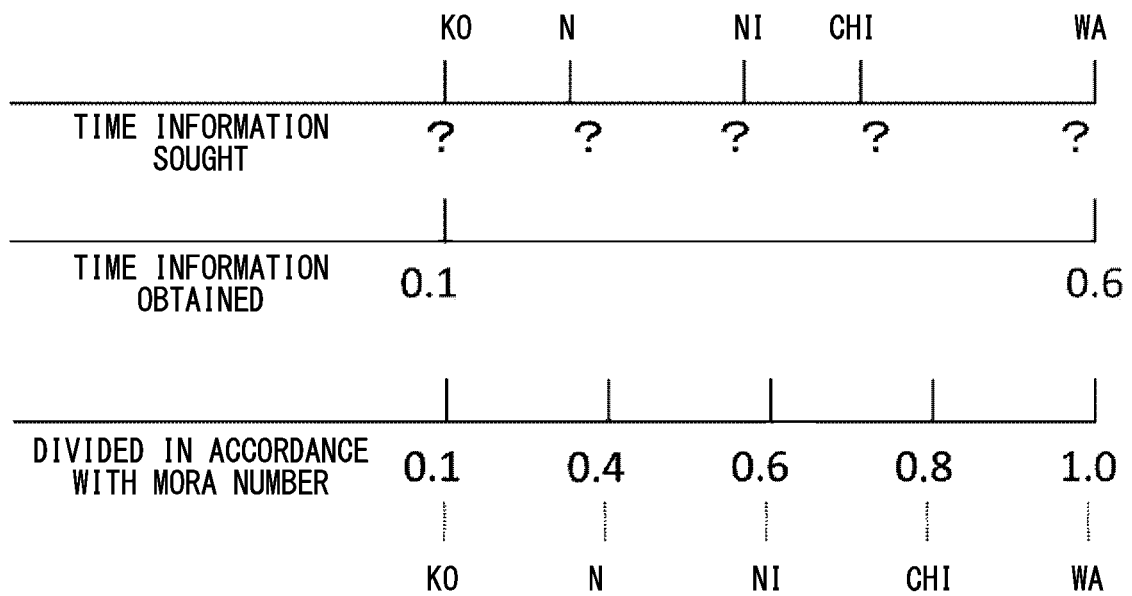 KO N NI CHI WA
TIME INFORMATION
SOUGHT
? ? ? ? ?
TIME INFORMATION
OBTAINED
0.1 0.6
DIVIDED IN ACCORDANCE
WITH MORA NUMBER
0.1 0.4 0.6 0.8 1.0
KO N NI CHI WA